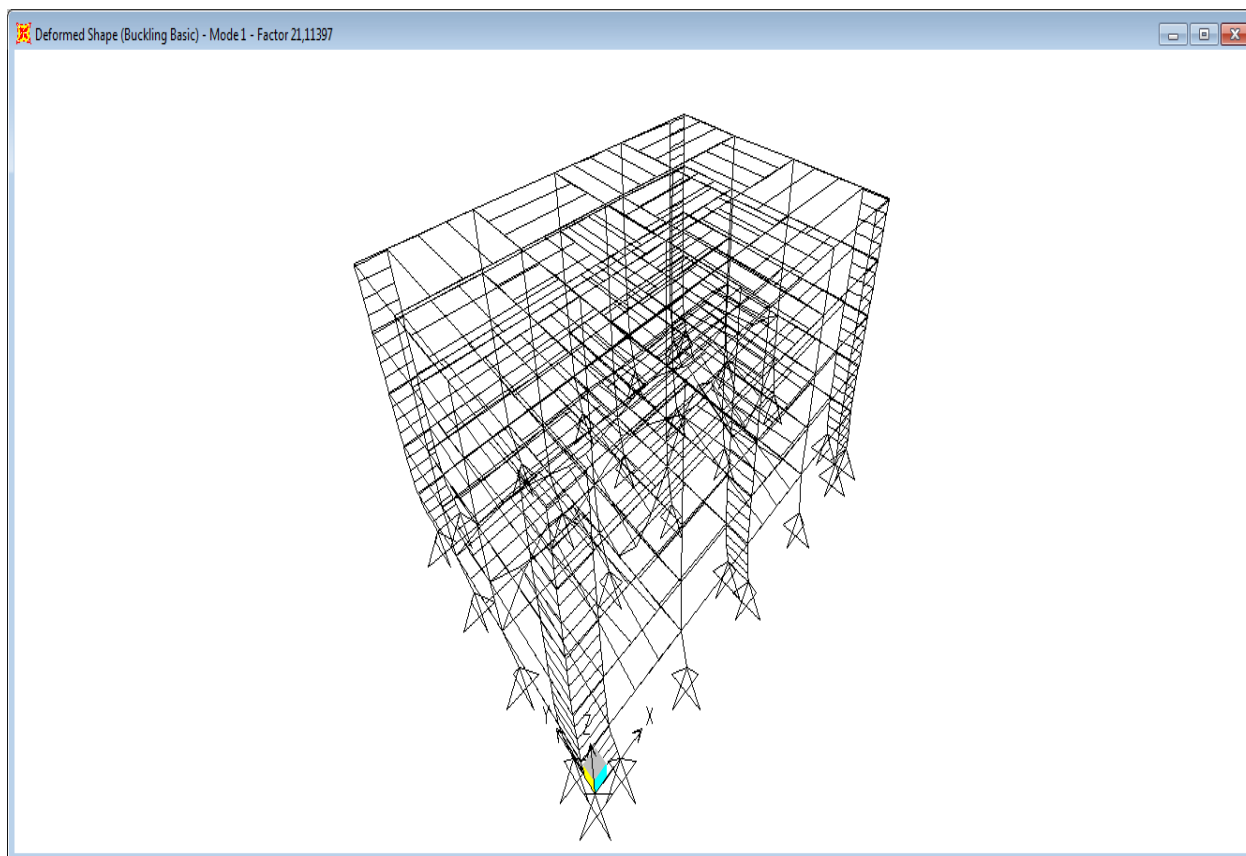 Deformed Shape (Buckling Basic) - Mode 1 - Factor 21,11397
Y
Z
X